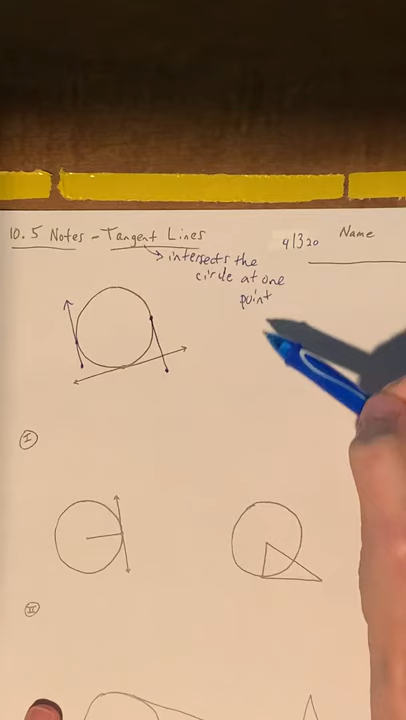 10.5 Notes - Tangent Lines
4/3 20
Name
intersects the
circle at one
point
I
II